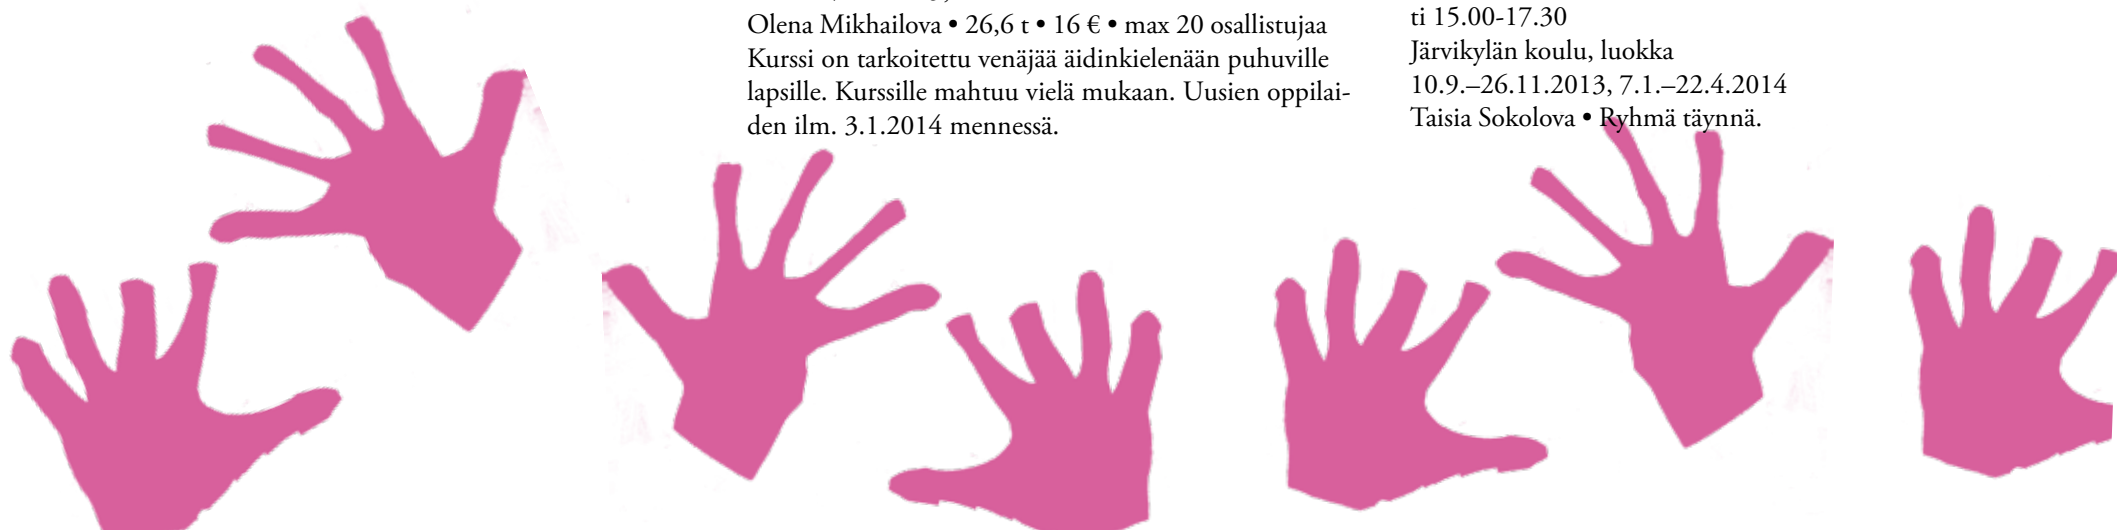 Olena Mikhailova • 26,6 t • 16 € • max 20 osallistujaa
Kurssi on tarkoitettu venäjää äidinkielenään puhuville
lapsille. Kurssille mahtuu vielä mukaan. Uusien oppilai-
den ilm. 3.1.2014 mennessä.
ti 15.00-17.30
Järvikylän koulu, luokka
10.9.–26.11.2013, 7.1.–22.4.2014
Taisia Sokolova • Ryhmä täynnä.